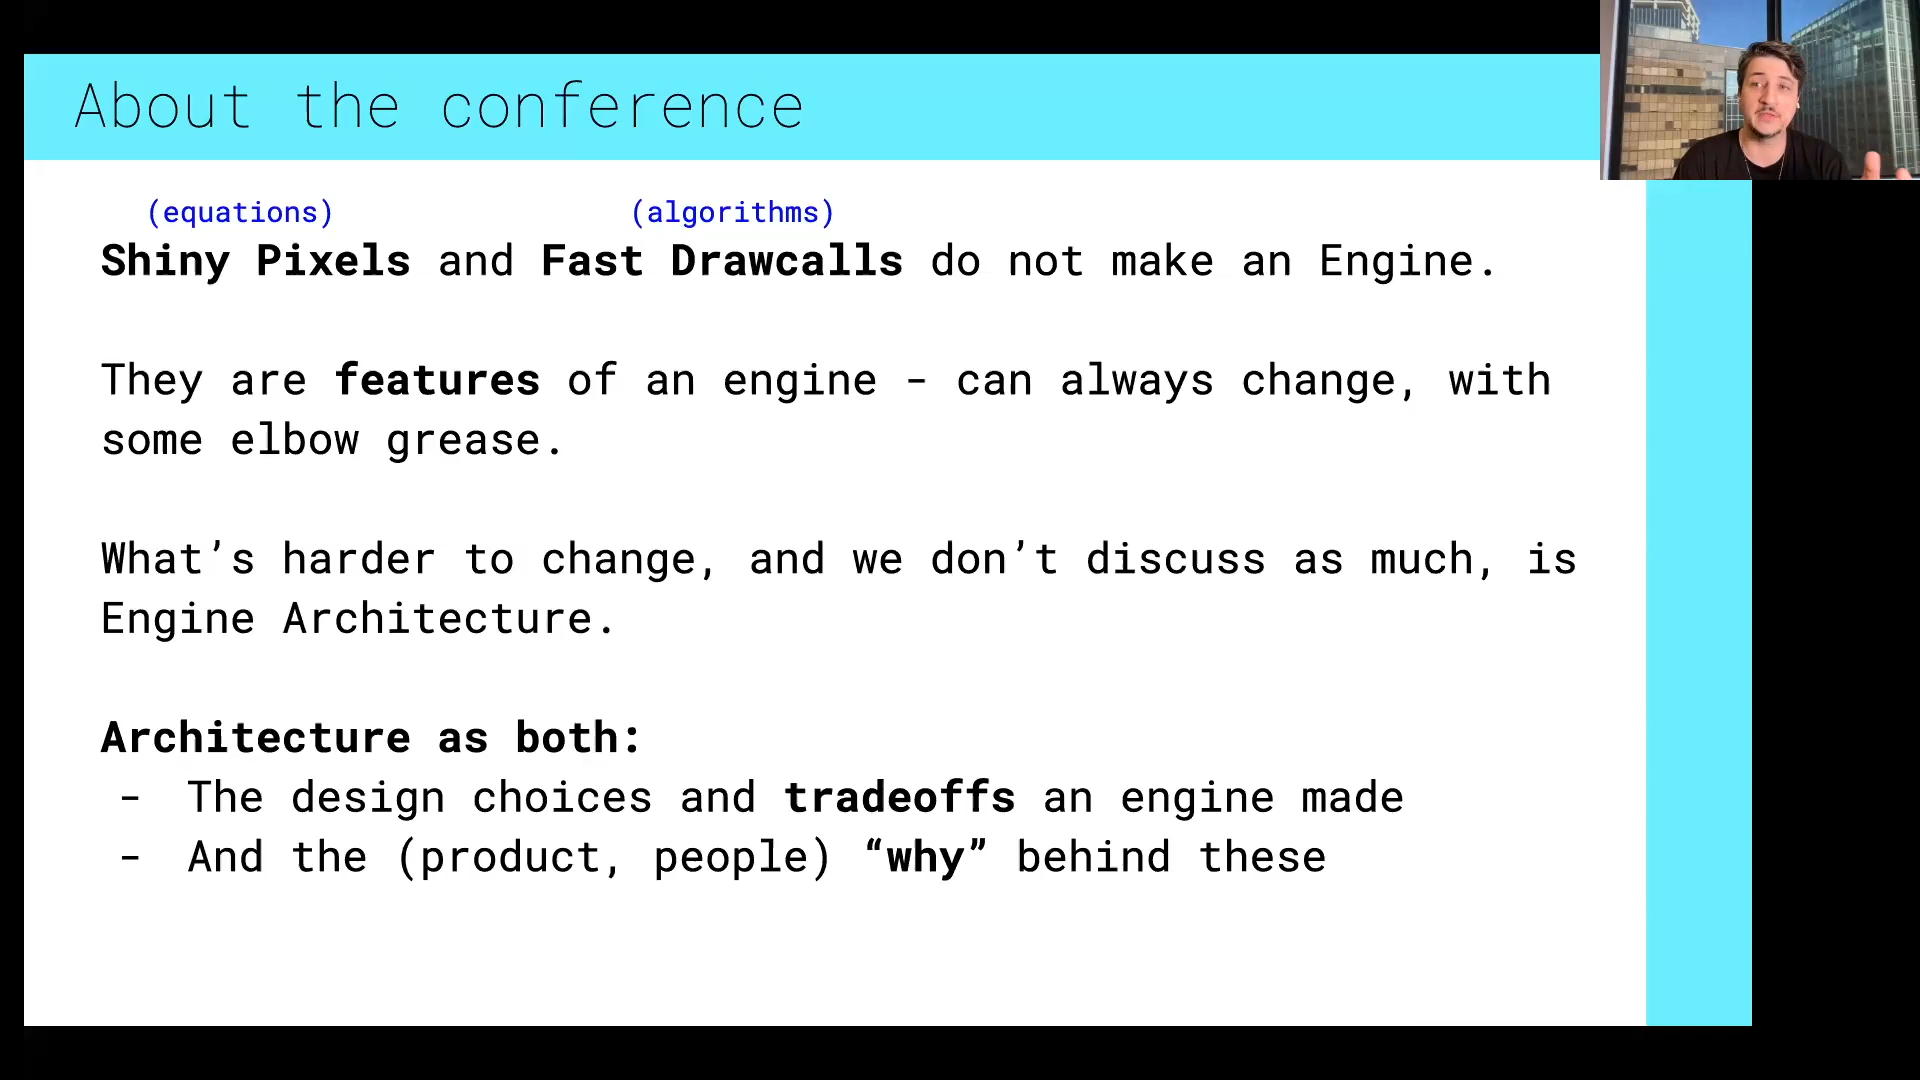 About the conference
(equations) (algorithms)
Shiny Pixels and Fast Drawcalls do not make an Engine.
They are features of an engine - can always change, with
some elbow grease.
What’s harder to change, and we don’t discuss as much, is
Engine Architecture.
Architecture as both:
- The design choices and tradeoffs an engine made
- And the (product, people) “why” behind these